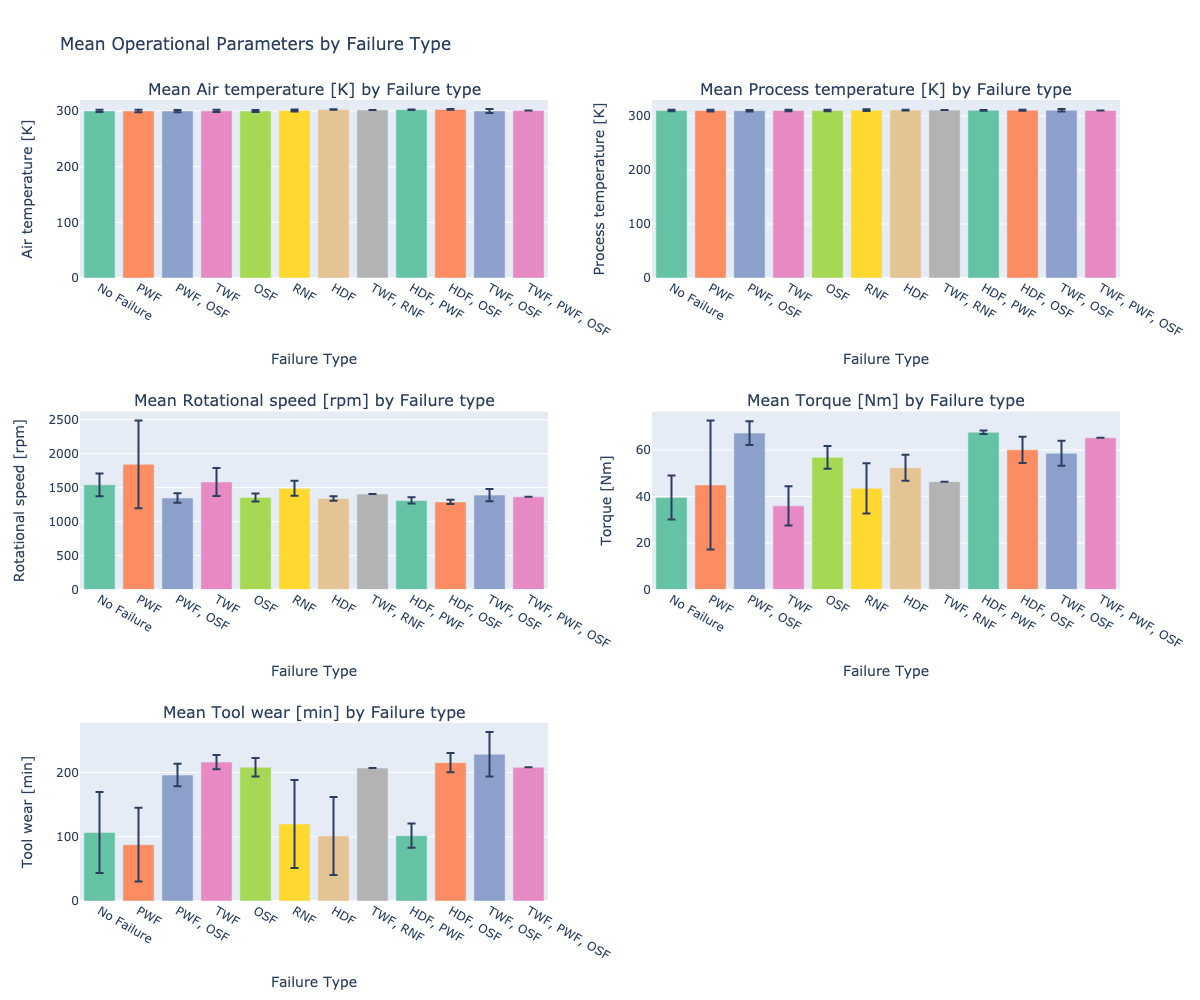 Mean Operational Parameters by Failure Type
Mean Air temperature [K] by Failure type
Air temperature [K]
300
200
100
0
No Failure
PWF
PWF, OSF
TWF
OSF
RNF
HDF
TWF, RNF
HDF, PWF
HDF, OSF
TWF, OSF
TWF, PWF, OSF
Failure Type
Mean Process temperature [K] by Failure type
Process temperature [K]
300
200
100
0
No Failure
PWF
PWF, OSF
TWF
OSF
RNF
HDF
TWF, RNF
HDF, PWF
HDF, OSF
TWF, OSF
TWF, PWF, OSF
Failure Type
Mean Rotational speed [rpm] by Failure type
Rotational speed [rpm]
2500
2000
1500
1000
500
0
No Failure
PWF
PWF, OSF
TWF
OSF
RNF
HDF
TWF, RNF
HDF, PWF
HDF, OSF
TWF, OSF
TWF, PWF, OSF
Failure Type
Mean Torque [Nm] by Failure type
Torque [Nm]
60
40
20
0
No Failure
PWF
PWF, OSF
TWF
OSF
RNF
HDF
TWF, RNF
HDF, PWF
HDF, OSF
TWF, OSF
TWF, PWF, OSF
Failure Type
Mean Tool wear [min] by Failure type
Tool wear [min]
200
100
0
No Failure
PWF
PWF, OSF
TWF
OSF
RNF
HDF
TWF, RNF
HDF, PWF
HDF, OSF
TWF, OSF
TWF, PWF, OSF
Failure Type